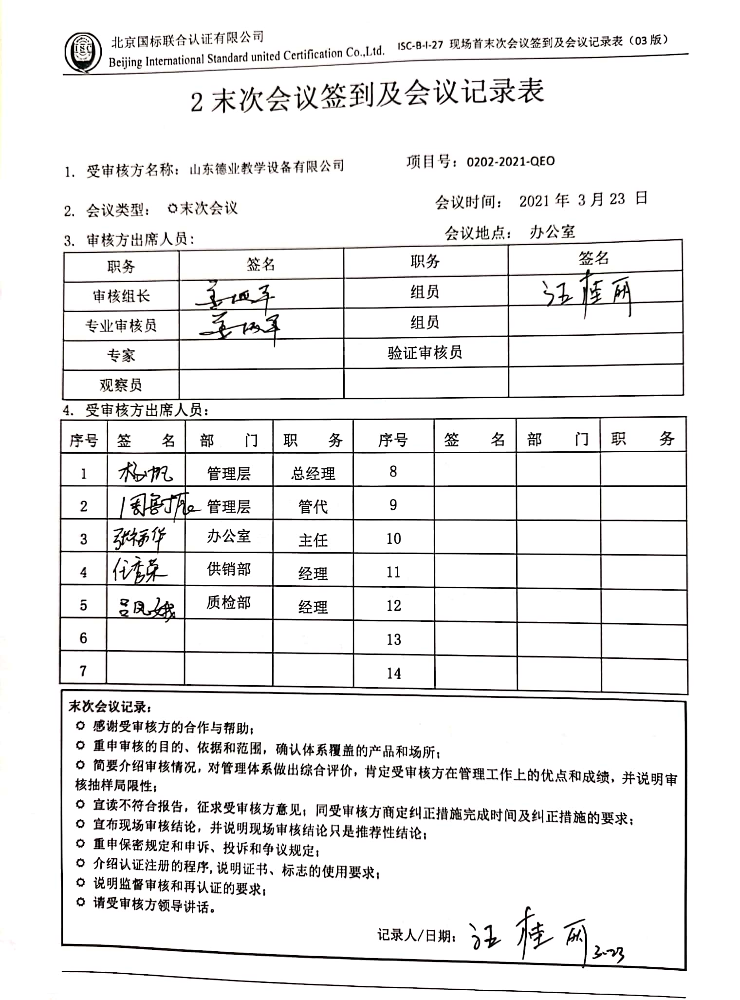 ISC
北京国标联合认证有限公司
Beijing International Standard united Certification Co.,Ltd.
ISC-B-I-27 现场首末次会议签到及会议记录表（03 版）
2 末次会议签到及会议记录表
1. 受审核方名称：山东德业教学设备有限公司 项目号：0202-2021-QEO
2. 会议类型： 末次会议 会议时间： 2021 年 3 月 23 日
3. 审核方出席人员： 会议地点： 办公室
职务 签名 职务 签名
审核组长 组员 汪桂丽
专业审核员 组员
专家 验证审核员
观察员
4. 受审核方出席人员：
序号 签 名 部 门 职 务 序号 签 名 部 门 职 务
1 杨帆 管理层 总经理 8
2 管理层 管代 9
3 张福华 办公室 主任 10
4 任秀荣 供销部 经理 11
5 吕凤娥 质检部 经理 12
6 13
7 14
末次会议记录：
感谢受审核方的合作与帮助；
重申审核的目的、依据和范围，确认体系覆盖的产品和场所；
简要介绍审核情况，对管理体系做出综合评价，肯定受审核方在管理工作上的优点和成绩，并说明审
核抽样局限性；
宣读不符合报告，征求受审核方意见；同受审核方商定纠正措施完成时间及纠正措施的要求；
宣布现场审核结论，并说明现场审核结论只是推荐性结论；
重申保密规定和申诉、投诉和争议规定；
介绍认证注册的程序，说明证书、标志的使用要求；
说明监督审核和再认证的要求；
请受审核方领导讲话。
记录人/日期： 汪桂丽 3.23